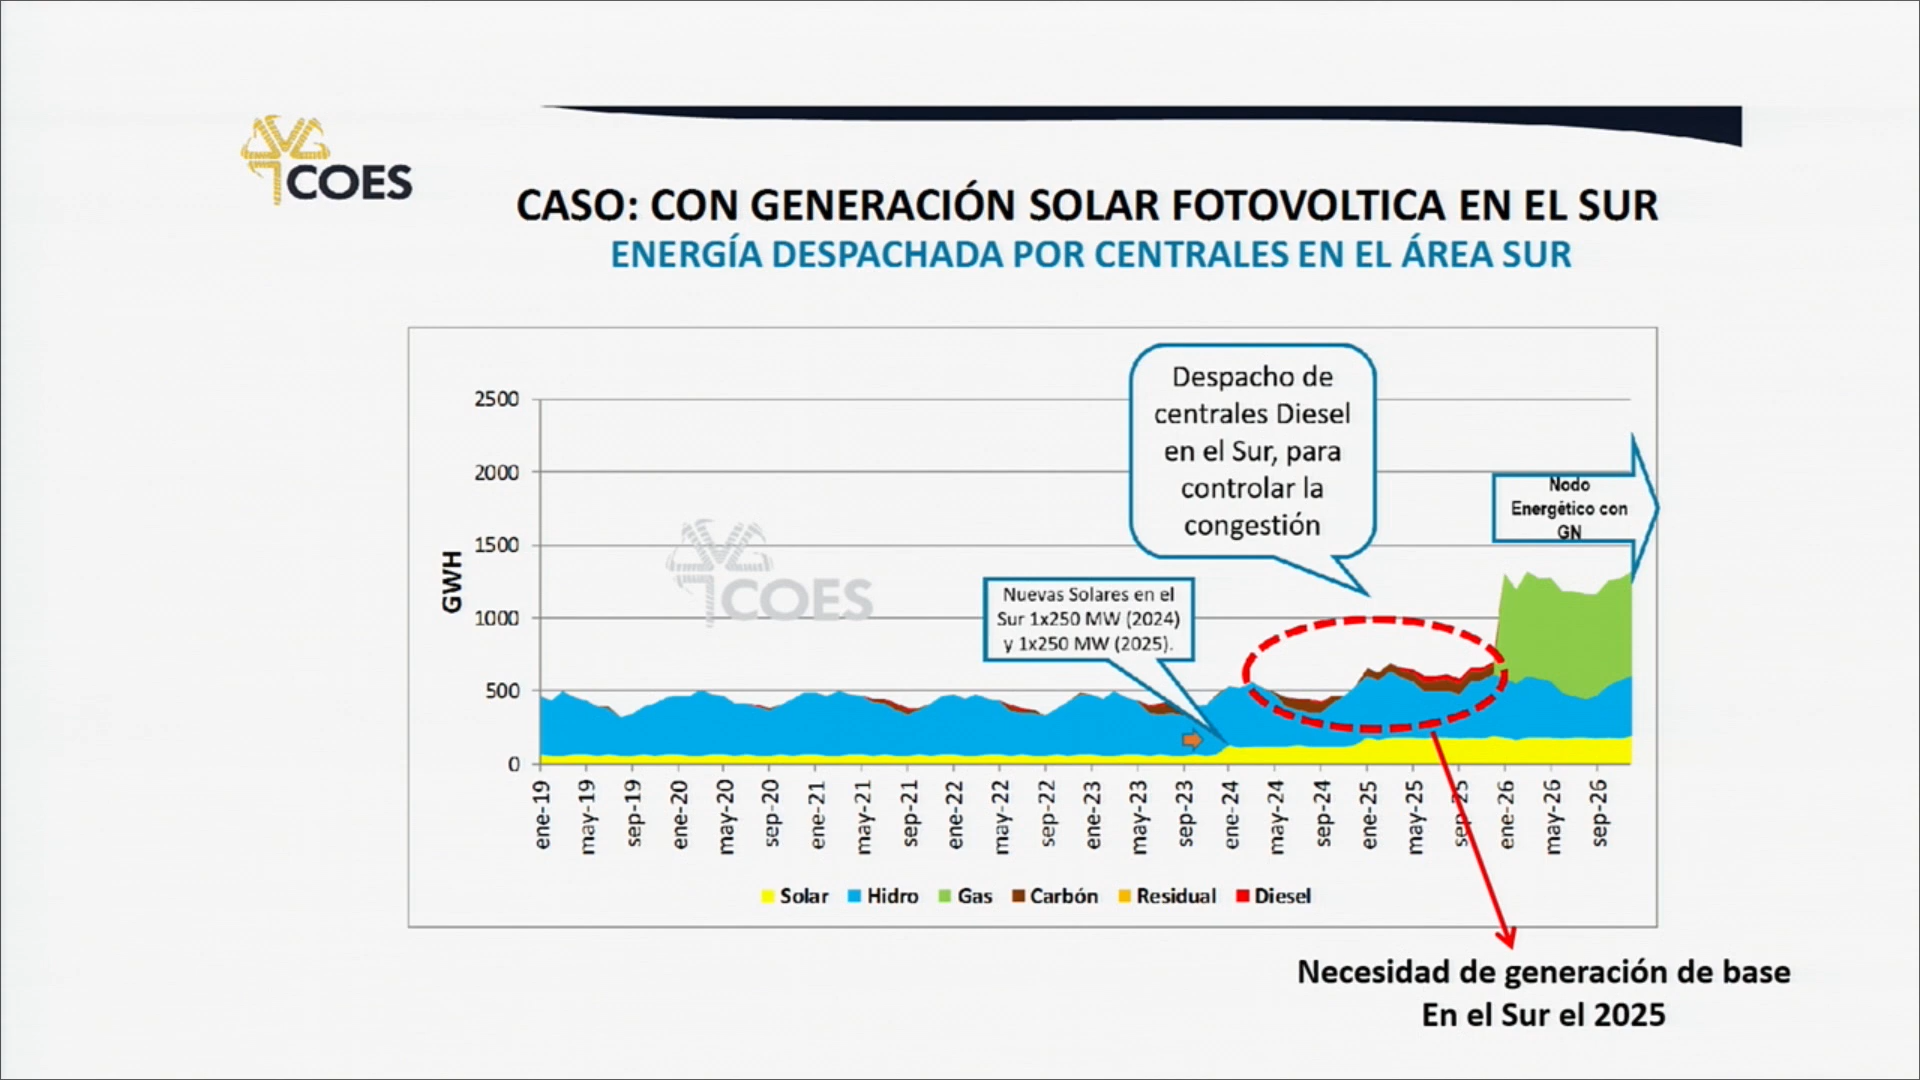 COES
CASO: CON GENERACIÓN SOLAR FOTOVOLTICA EN EL SUR
ENERGÍA DESPACHADA POR CENTRALES EN EL ÁREA SUR
Despacho de
centrales Diesel
en el Sur, para
controlar la
congestión
Nodo
Energético con
GN
Nuevas Solares en el
Sur 1x250 MW (2024)
y 1x250 MW (2025).
COES
GWH
2500
2000
1500
1000
500
0
ene-19
may-19
sep-19
ene-20
may-20
sep-20
ene-21
may-21
sep-21
ene-22
may-22
sep-22
ene-23
may-23
sep-23
ene-24
may-24
sep-24
ene-25
may-25
sep-25
ene-26
may-26
sep-26
Solar Hidro Gas Carbón Residual Diesel
Necesidad de generación de base
En el Sur el 2025